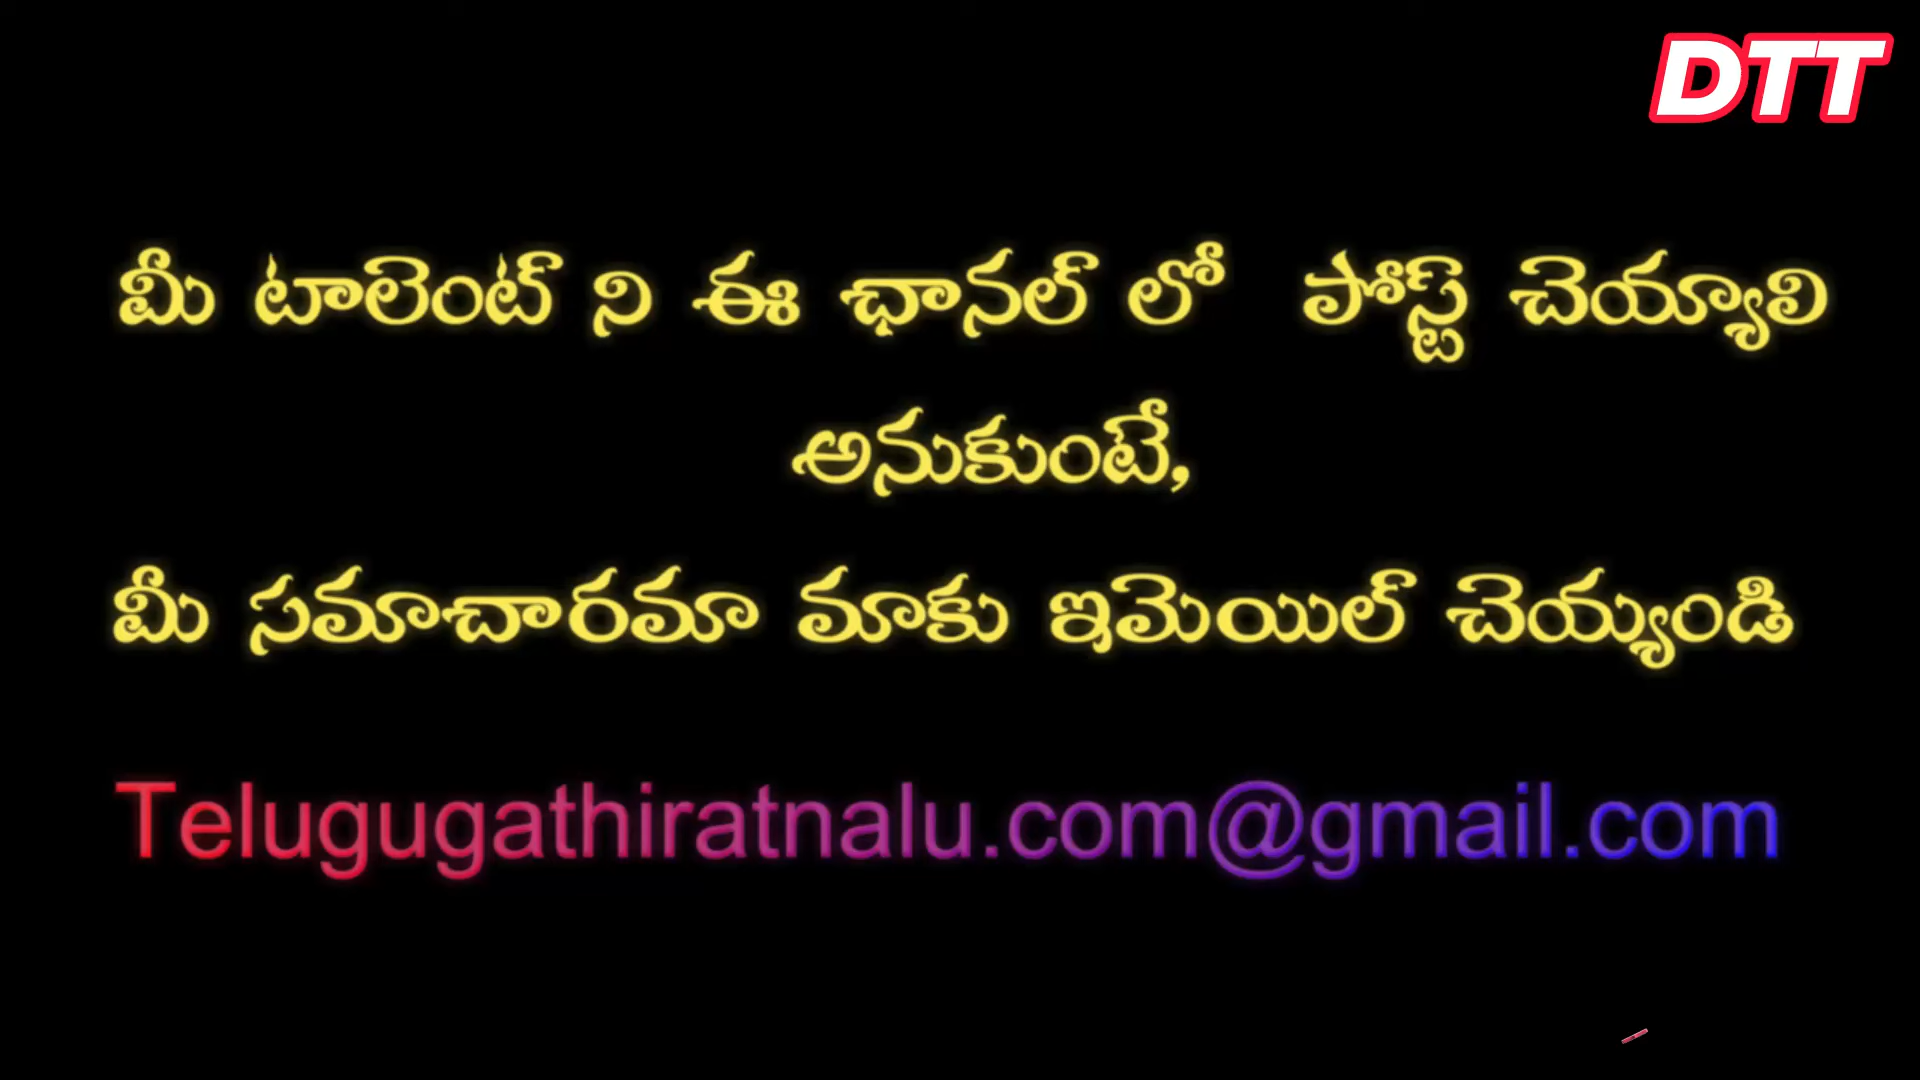 DTT
మీ టాలెంట్ ని ఈ ఛానల్ లో పోస్ట్ చెయ్యాలి
అనుకుంటే,
మీ సమాచారమా మాకు ఇమెయిల్ చెయ్యండి
Telugugathiratnalu.com@gmail.com